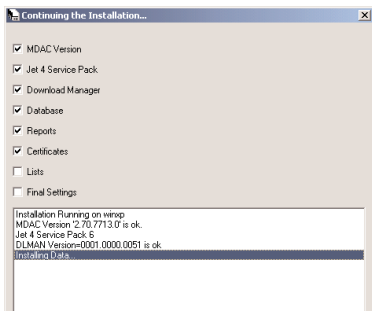 Continuing the Installation...
MDAC Version
Jet 4 Service Pack
Download Manager
Database
Reports
Certificates
Lists
Final Settings
Installation Running on winxp
MDAC Version '2.70.7713.0' is ok.
Jet 4 Service Pack 6
DLMAN Version=0001.0000.0051 is ok
Installing Data...